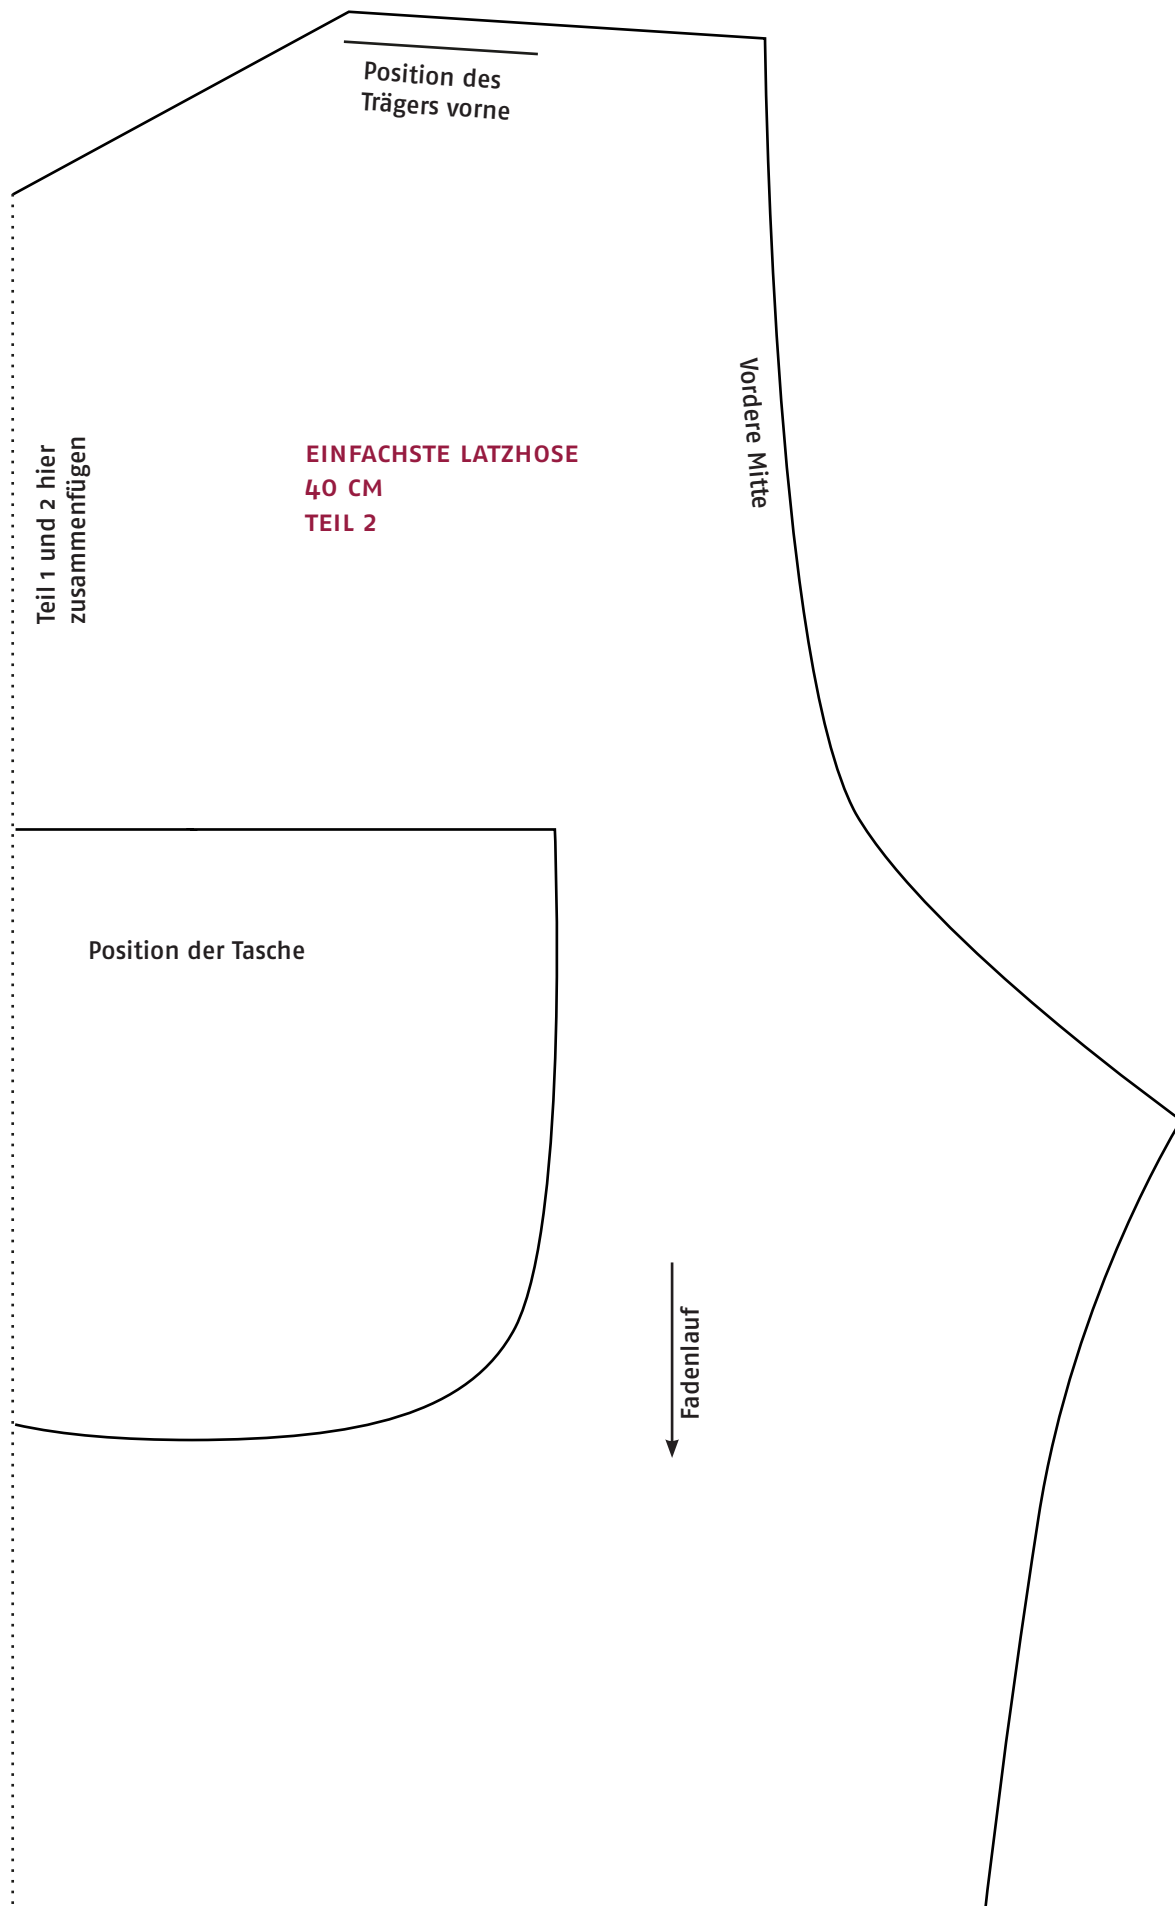 Position des
Trägers vorne
Vordere Mitte
EINFACHSTE LATZHOSE
40 CM
TEIL 2
Teil 1 und 2 hier
zusammenfügen
Position der Tasche
Fadenlauf